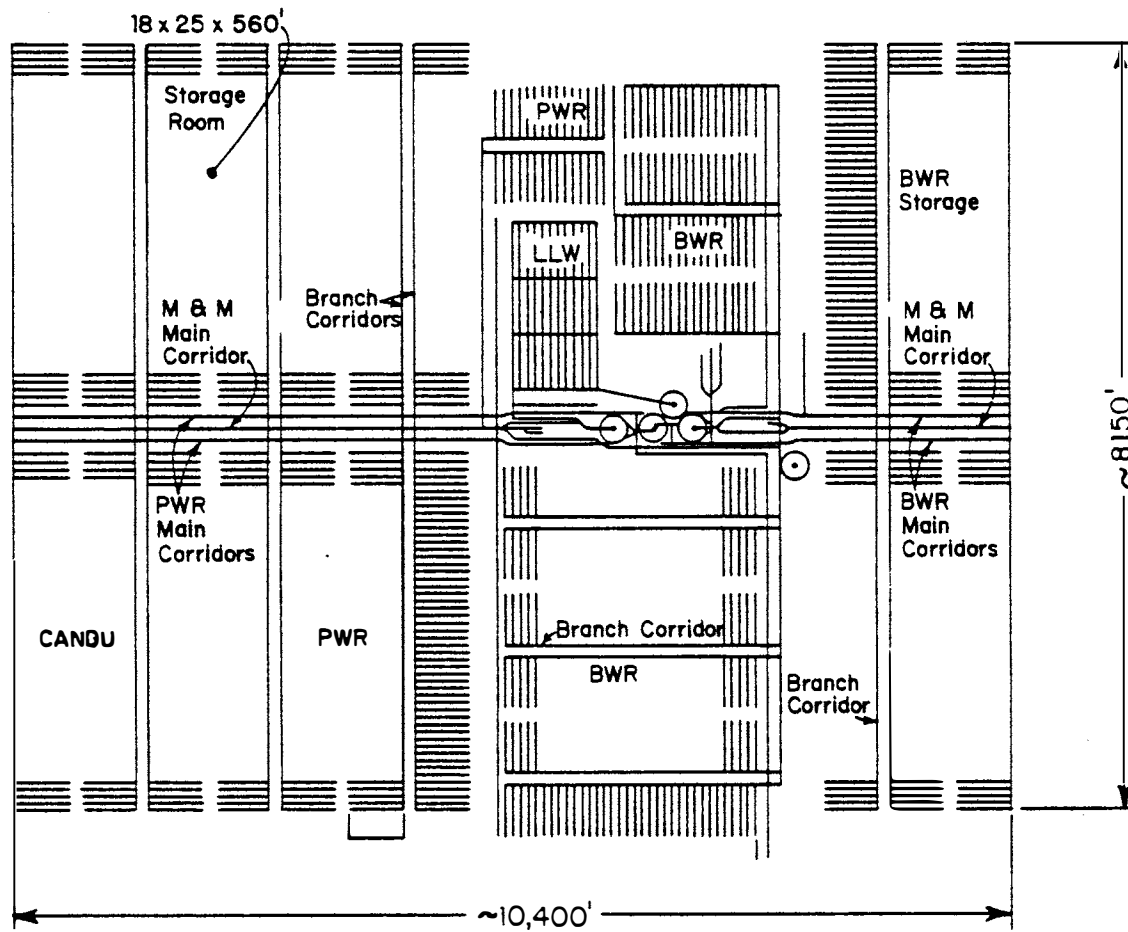 18 x 25 x 560'
Storage
Room
PWR
BWR
Storage
LLW
BWR
Branch
Corridors
M & M
Main
Corridor
M & M
Main
Corridor
~8150'
PWR
Main
Corridors
BWR
Main
Corridors
CANDU
PWR
Branch Corridor
BWR
Branch
Corridor
~10,400'